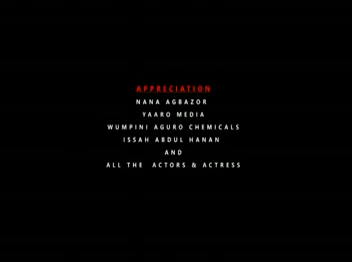 APPRECIATION
NANA AGBAZOR
YAARO MEDIA
WUMPINI AGURO CHEMICALS
ISSAH ABDUL HANAN
AND
ALL THE ACTORS & ACTRESS